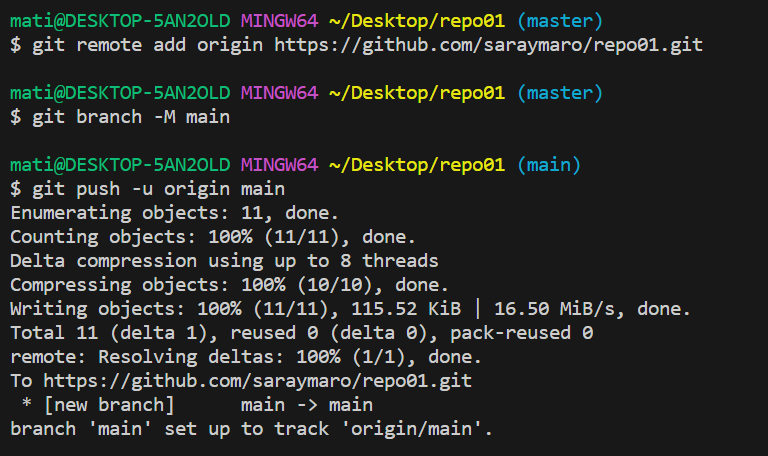 mati@DESKTOP-5AN2OLD MINGW64 ~/Desktop/repo01 (master)
$ git remote add origin https://github.com/saraymaro/repo01.git
mati@DESKTOP-5AN2OLD MINGW64 ~/Desktop/repo01 (master)
$ git branch -M main
mati@DESKTOP-5AN2OLD MINGW64 ~/Desktop/repo01 (main)
$ git push -u origin main
Enumerating objects: 11, done.
Counting objects: 100% (11/11), done.
Delta compression using up to 8 threads
Compressing objects: 100% (10/10), done.
Writing objects: 100% (11/11), 115.52 KiB | 16.50 MiB/s, done.
Total 11 (delta 1), reused 0 (delta 0), pack-reused 0
remote: Resolving deltas: 100% (1/1), done.
To https://github.com/saraymaro/repo01.git
 * [new branch]      main -> main
branch 'main' set up to track 'origin/main'.